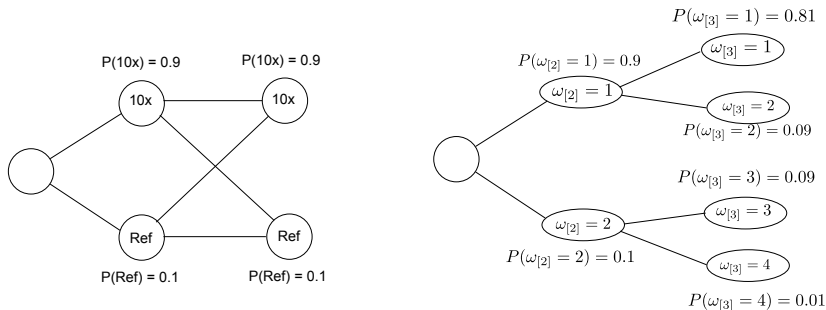 P(10x) = 0.9
P(10x) = 0.9
10x
10x
Ref
Ref
P(Ref) = 0.1
P(Ref) = 0.1
P(ω[3] = 1) = 0.81
ω[3] = 1
P(ω[2] = 1) = 0.9
ω[2] = 1
ω[3] = 2
P(ω[3] = 2) = 0.09
P(ω[3] = 3) = 0.09
ω[3] = 3
ω[2] = 2
P(ω[2] = 2) = 0.1
ω[3] = 4
P(ω[3] = 4) = 0.01